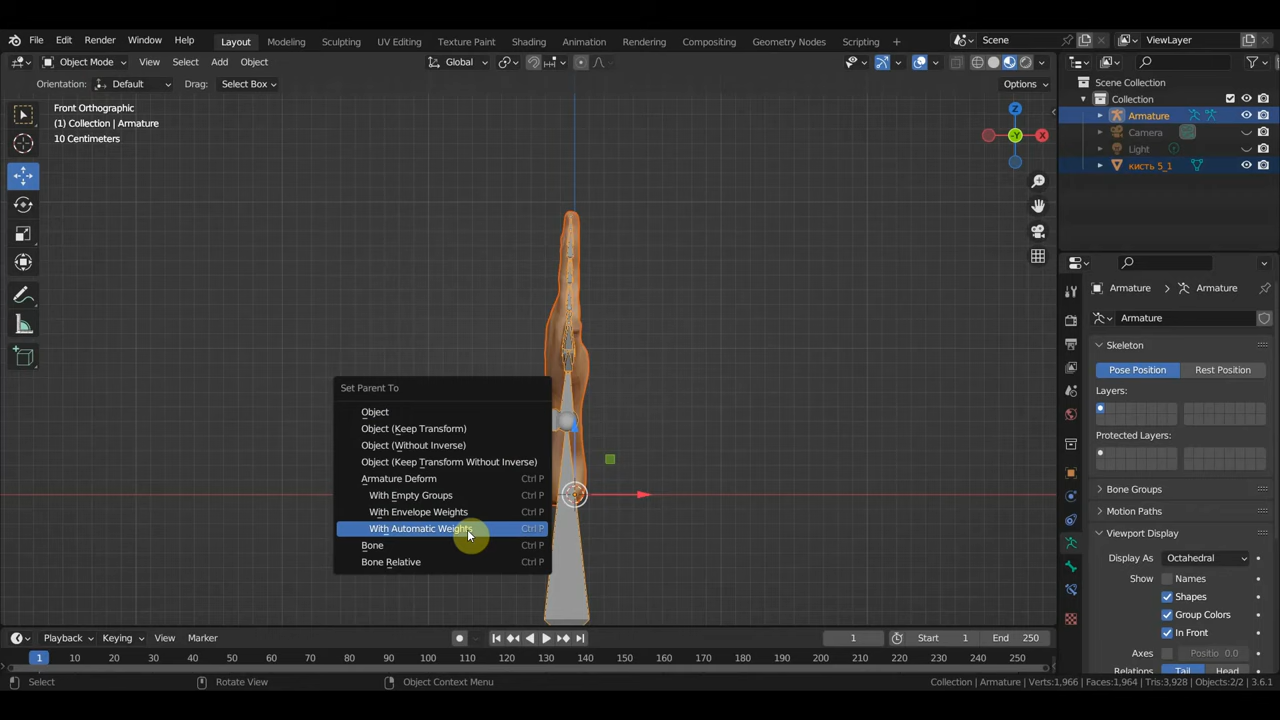 File Edit Render Window Help Layout Modeling Sculpting UV Editing Texture Paint Shading Animation Rendering Compositing Geometry Nodes Scripting + Scene ViewLayer
Object Mode View Select Add Object Global Options
Orientation: Default Drag: Select Box
Front Orthographic
(1) Collection | Armature
10 Centimeters
Z
-Y
X
Scene Collection
Collection
Armature
Camera
Light
кисть 5_1
Armature > Armature
Armature
Skeleton
Pose Position Rest Position
Layers:
Protected Layers:
Bone Groups
Motion Paths
Viewport Display
Display As Octahedral
Show Names
Shapes
Group Colors
In Front
Axes Positio 0.0
Relations Tail Head
Set Parent To
Object
Object (Keep Transform)
Object (Without Inverse)
Object (Keep Transform Without Inverse)
Armature Deform Ctrl P
With Empty Groups Ctrl P
With Envelope Weights Ctrl P
With Automatic Weights Ctrl P
Bone Ctrl P
Bone Relative Ctrl P
Playback Keying View Marker 1 Start 1 End 250
1 10 20 30 40 50 60 70 80 90 100 110 120 130 140 150 160 170 180 190 200 210 220 230 240 250
Select Rotate View Object Context Menu Collection | Armature | Verts:1,966 | Faces:1,964 | Tris:3,928 | Objects:2/2 | 3.6.1